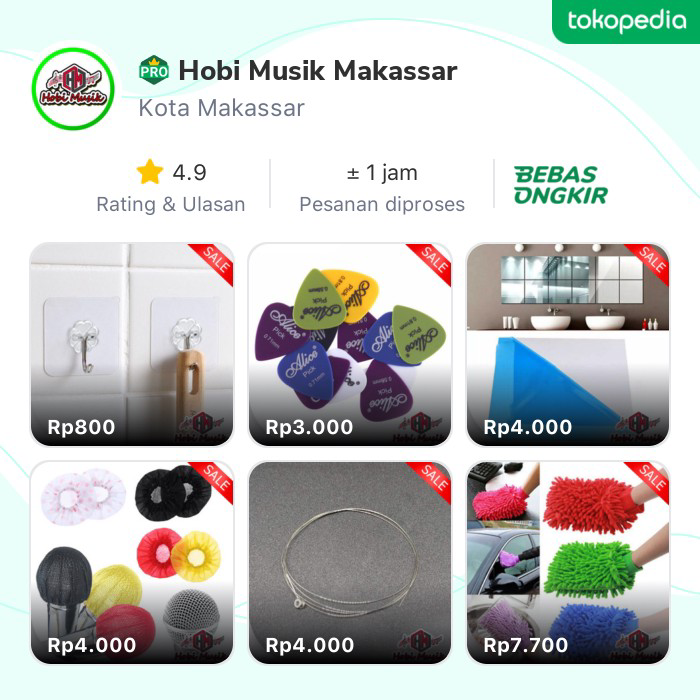 tokopedia
Hobi Musik
PRO Hobi Musik Makassar
Kota Makassar
4.9
Rating & Ulasan
± 1 jam
Pesanan diproses
BEBAS
ONGKIR
SALE
Rp800
Hobi Musik
SALE
Alice
Pick
Rp3.000
Hobi Musik
SALE
Rp4.000
Hobi Musik
SALE
Rp4.000
Hobi Musik
SALE
Rp4.000
Hobi Musik
SALE
Rp7.700
Hobi Musik